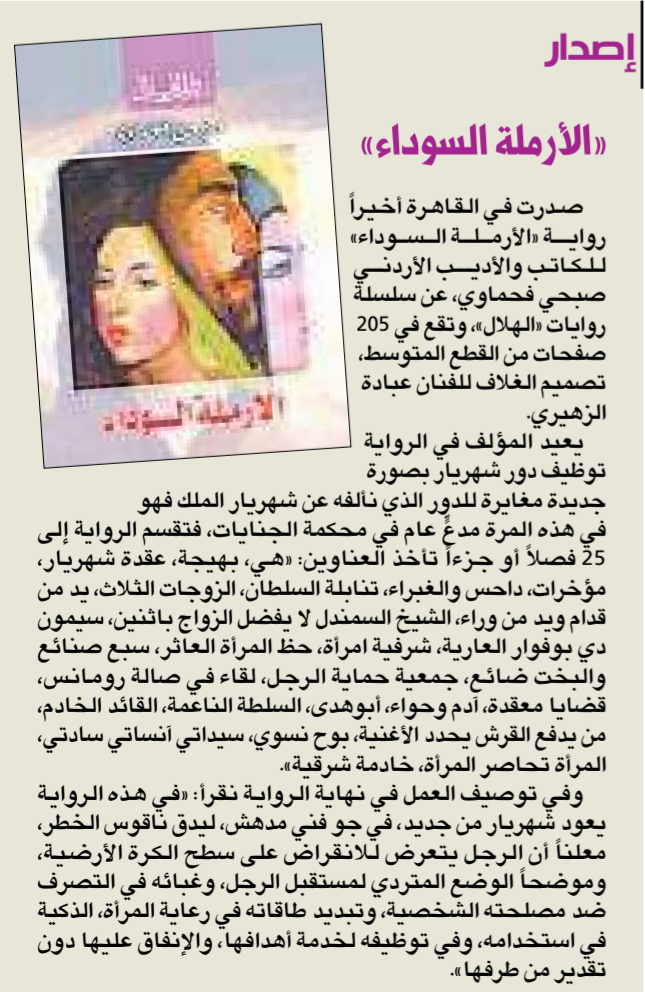 إصدار
«الأرملة السوداء»
صدرت في القاهرة أخيراً
روايـــة «الأرمـلــة الـسـوداء»
للكاتب والأديــب الأردنـي
صبحي فحماوي، عن سلسلة
روايات «الهلال»، وتقع في 205
صفحات من القطع المتوسط،
تصميم الغلاف للفنان عبادة
الزهيري.
الأرملة السوداء
يعيد المؤلف في الرواية
توظيف دور شهريار بصورة
جديدة مغايرة للدور الذي نألفه عن شهريار الملك فهو
في هذه المرة مدعٍ عام في محكمة الجنايات، فتقسم الرواية إلى
25 فصلاً أو جزءاً تأخذ العناوين: «هي، بهيجة، عقدة شهريار،
مؤخرات، داحس والغبراء، تنابلة السلطان، الزوجات الثلاث، يد من
قدام ويد من وراء، الشيخ السمندل لا يفضل الزواج باثنين، سيمون
دي بوفوار العارية، شرفية امرأة، حظ المرأة العاثر، سبع صنائع
والبخت ضائع، جمعية حماية الرجل، لقاء في صالة رومانس،
قضايا معقدة، آدم وحواء، أبوهدى، السلطة الناعمة، القائد الخادم،
من يدفع القرش يحدد الأغنية، بوح نسوي، سيداتي آنساتي سادتي،
المرأة تحاصر المرأة، خادمة شرقية».
وفي توصيف العمل في نهاية الرواية نقرأ: «في هذه الرواية
يعود شهريار من جديد، في جو فني مدهش، ليدق ناقوس الخطر،
معلناً أن الرجل يتعرض للانقراض على سطح الكرة الأرضية،
وموضحاً الوضع المتردي لمستقبل الرجل، وغبائه في التصرف
ضد مصلحته الشخصية، وتبديد طاقاته في رعاية المرأة، الذكية
في استخدامه، وفي توظيفه لخدمة أهدافها، والإنفاق عليها دون
تقدير من طرفها».